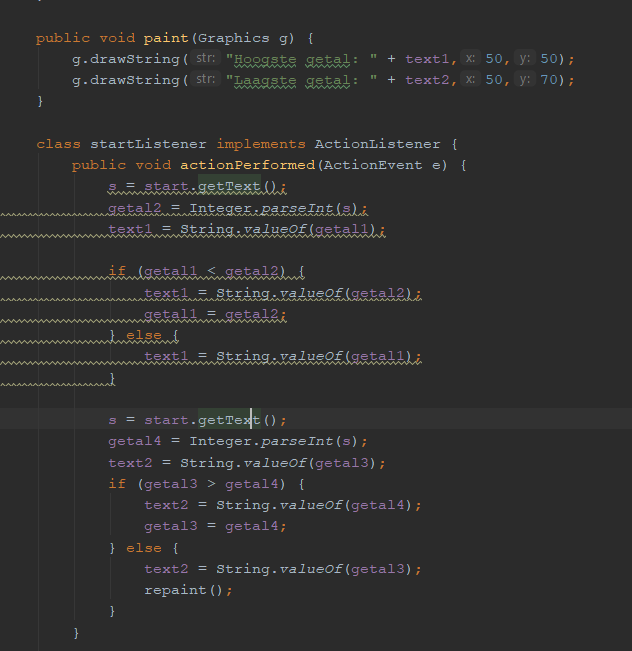 public void paint(Graphics g) {
g.drawString( str: "Hoogste getal: " + text1, x: 50, y: 50);
g.drawString( str: "Laagste getal: " + text2, x: 50, y: 70);
}
class startListener implements ActionListener {
public void actionPerformed(ActionEvent e) {
s = start.getText();
getal2 = Integer.parseInt(s);
text1 = String.valueOf(getal1);
if (getal1 < getal2) {
text1 = String.valueOf(getal2);
getal1 = getal2;
} else {
text1 = String.valueOf(getal1);
}
s = start.getText();
getal4 = Integer.parseInt(s);
text2 = String.valueOf(getal3);
if (getal3 > getal4) {
text2 = String.valueOf(getal4);
getal3 = getal4;
} else {
text2 = String.valueOf(getal3);
repaint();
}
}